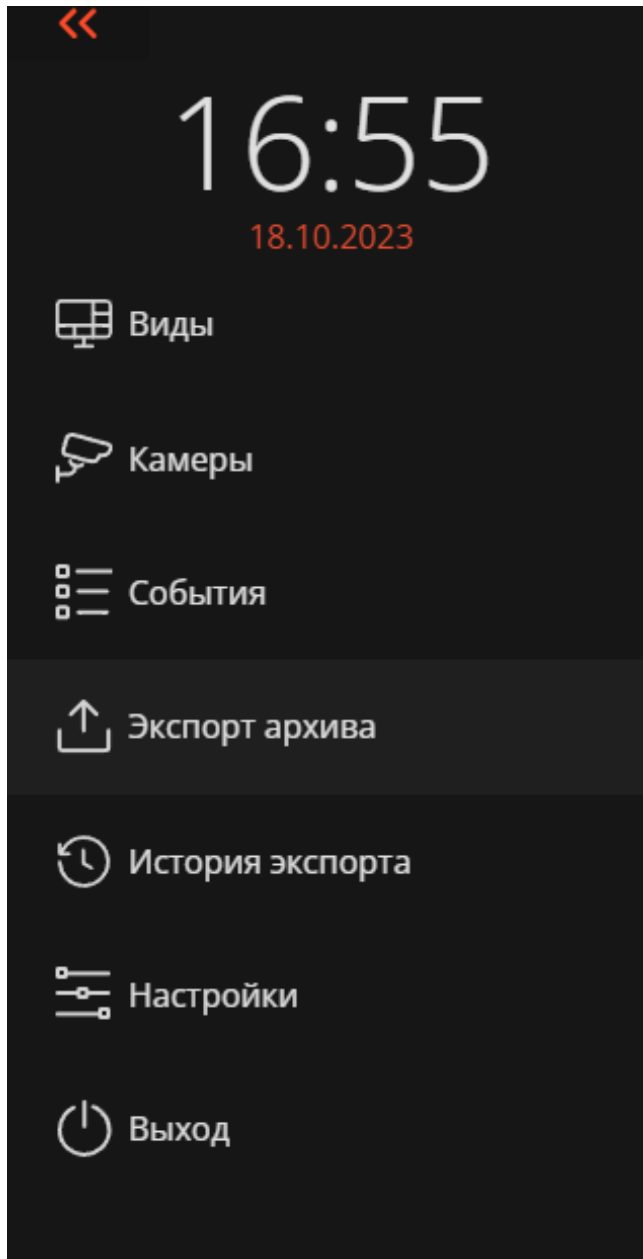 16:55
18.10.2023
Виды
Камеры
События
Экспорт архива
История экспорта
Настройки
Выход